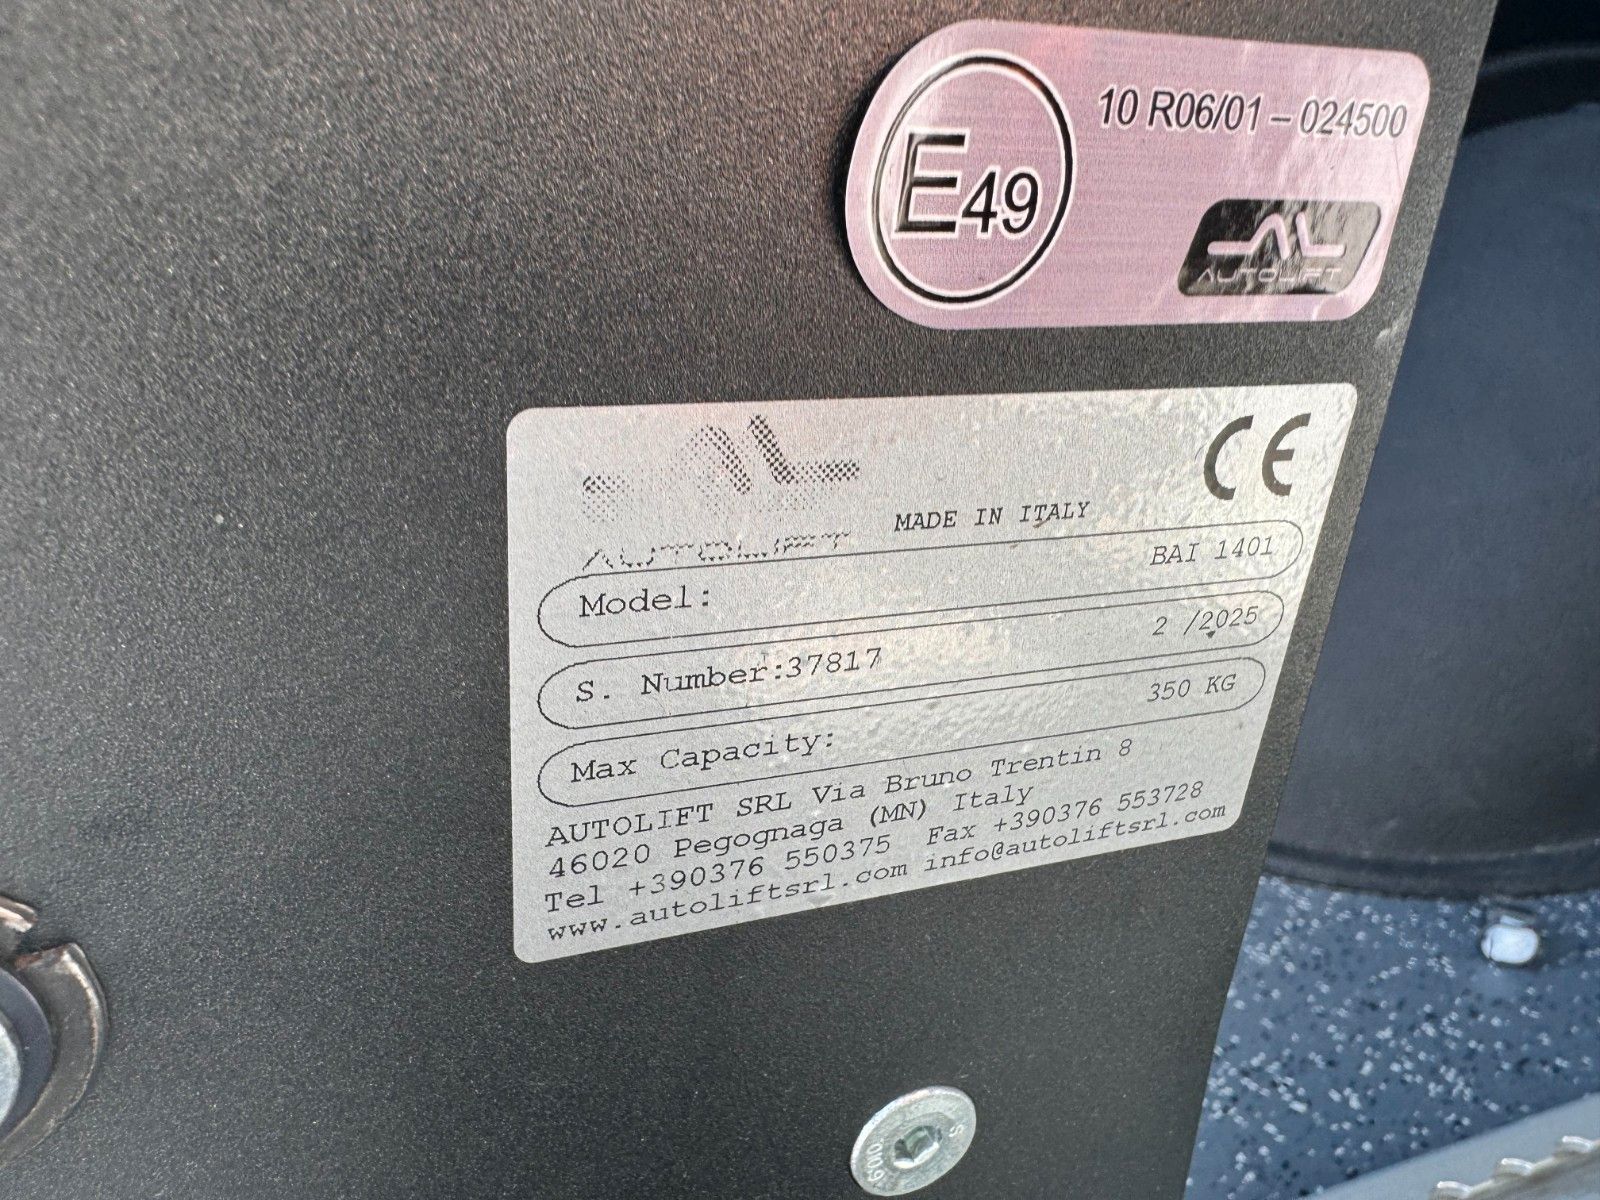 10 R06/01 – 024500
E49
AUTOLIFT
CE
AUTOLIFT
MADE IN ITALY
Model: BAI 1401
S. Number:37817 2 /2025
Max Capacity: 350 KG
AUTOLIFT SRL Via Bruno Trentin 8
46020 Pegognaga (MN) Italy
Tel +390376 550375 Fax +390376 553728
www.autoliftsrl.com info@autoliftsrl.com